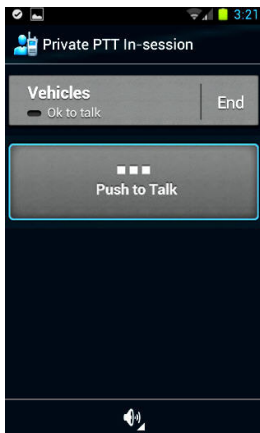 3:21
Private PTT In-session
Vehicles
Ok to talk
End
Push to Talk